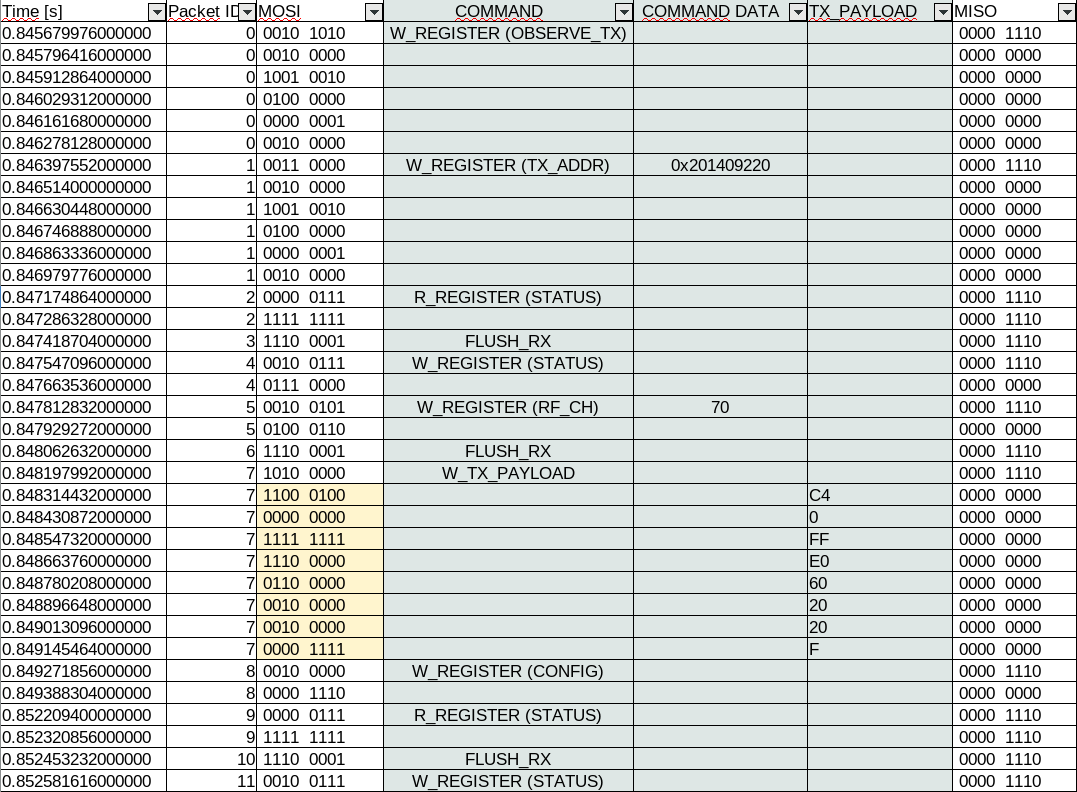 Time [s] Packet ID MOSI COMMAND COMMAND DATA TX_PAYLOAD MISO
0.845679976000000 0 0010 1010 W_REGISTER (OBSERVE_TX) 0000 1110
0.845796416000000 0 0010 0000 0000 0000
0.845912864000000 0 1001 0010 0000 0000
0.846029312000000 0 0100 0000 0000 0000
0.846161680000000 0 0000 0001 0000 0000
0.846278128000000 0 0010 0000 0000 0000
0.846397552000000 1 0011 0000 W_REGISTER (TX_ADDR) 0x201409220 0000 1110
0.846514000000000 1 0010 0000 0000 0000
0.846630448000000 1 1001 0010 0000 0000
0.846746888000000 1 0100 0000 0000 0000
0.846863336000000 1 0000 0001 0000 0000
0.846979776000000 1 0010 0000 0000 0000
0.847174864000000 2 0000 0111 R_REGISTER (STATUS) 0000 1110
0.847286328000000 2 1111 1111 0000 1110
0.847418704000000 3 1110 0001 FLUSH_RX 0000 1110
0.847547096000000 4 0010 0111 W_REGISTER (STATUS) 0000 1110
0.847663536000000 4 0111 0000 0000 0000
0.847812832000000 5 0010 0101 W_REGISTER (RF_CH) 70 0000 1110
0.847929272000000 5 0100 0110 0000 0000
0.848062632000000 6 1110 0001 FLUSH_RX 0000 1110
0.848197992000000 7 1010 0000 W_TX_PAYLOAD 0000 1110
0.848314432000000 7 1100 0100 C4 0000 0000
0.848430872000000 7 0000 0000 0 0000 0000
0.848547320000000 7 1111 1111 FF 0000 0000
0.848663760000000 7 1110 0000 E0 0000 0000
0.848780208000000 7 0110 0000 60 0000 0000
0.848896648000000 7 0010 0000 20 0000 0000
0.849013096000000 7 0010 0000 20 0000 0000
0.849145464000000 7 0000 1111 F 0000 0000
0.849271856000000 8 0010 0000 W_REGISTER (CONFIG) 0000 1110
0.849388304000000 8 0000 1110 0000 0000
0.852209400000000 9 0000 0111 R_REGISTER (STATUS) 0000 1110
0.852320856000000 9 1111 1111 0000 1110
0.852453232000000 10 1110 0001 FLUSH_RX 0000 1110
0.852581616000000 11 0010 0111 W_REGISTER (STATUS) 0000 1110